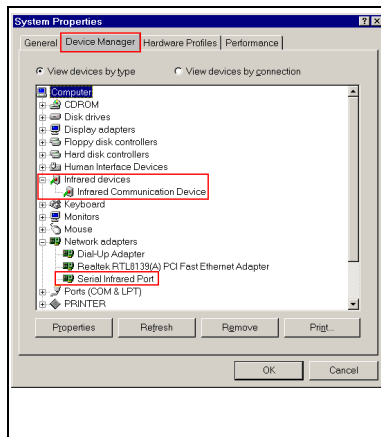 System Properties
General Device Manager Hardware Profiles Performance
View devices by type View devices by connection
Computer
CDROM
Disk drives
Display adapters
Floppy disk controllers
Hard disk controllers
Human Interface Devices
Infrared devices
Infrared Communication Device
Keyboard
Monitors
Mouse
Network adapters
Dial-Up Adapter
Realtek RTL8139(A) PCI Fast Ethernet Adapter
Serial Infrared Port
Ports (COM & LPT)
PRINTER
Properties Refresh Remove Print...
OK Cancel